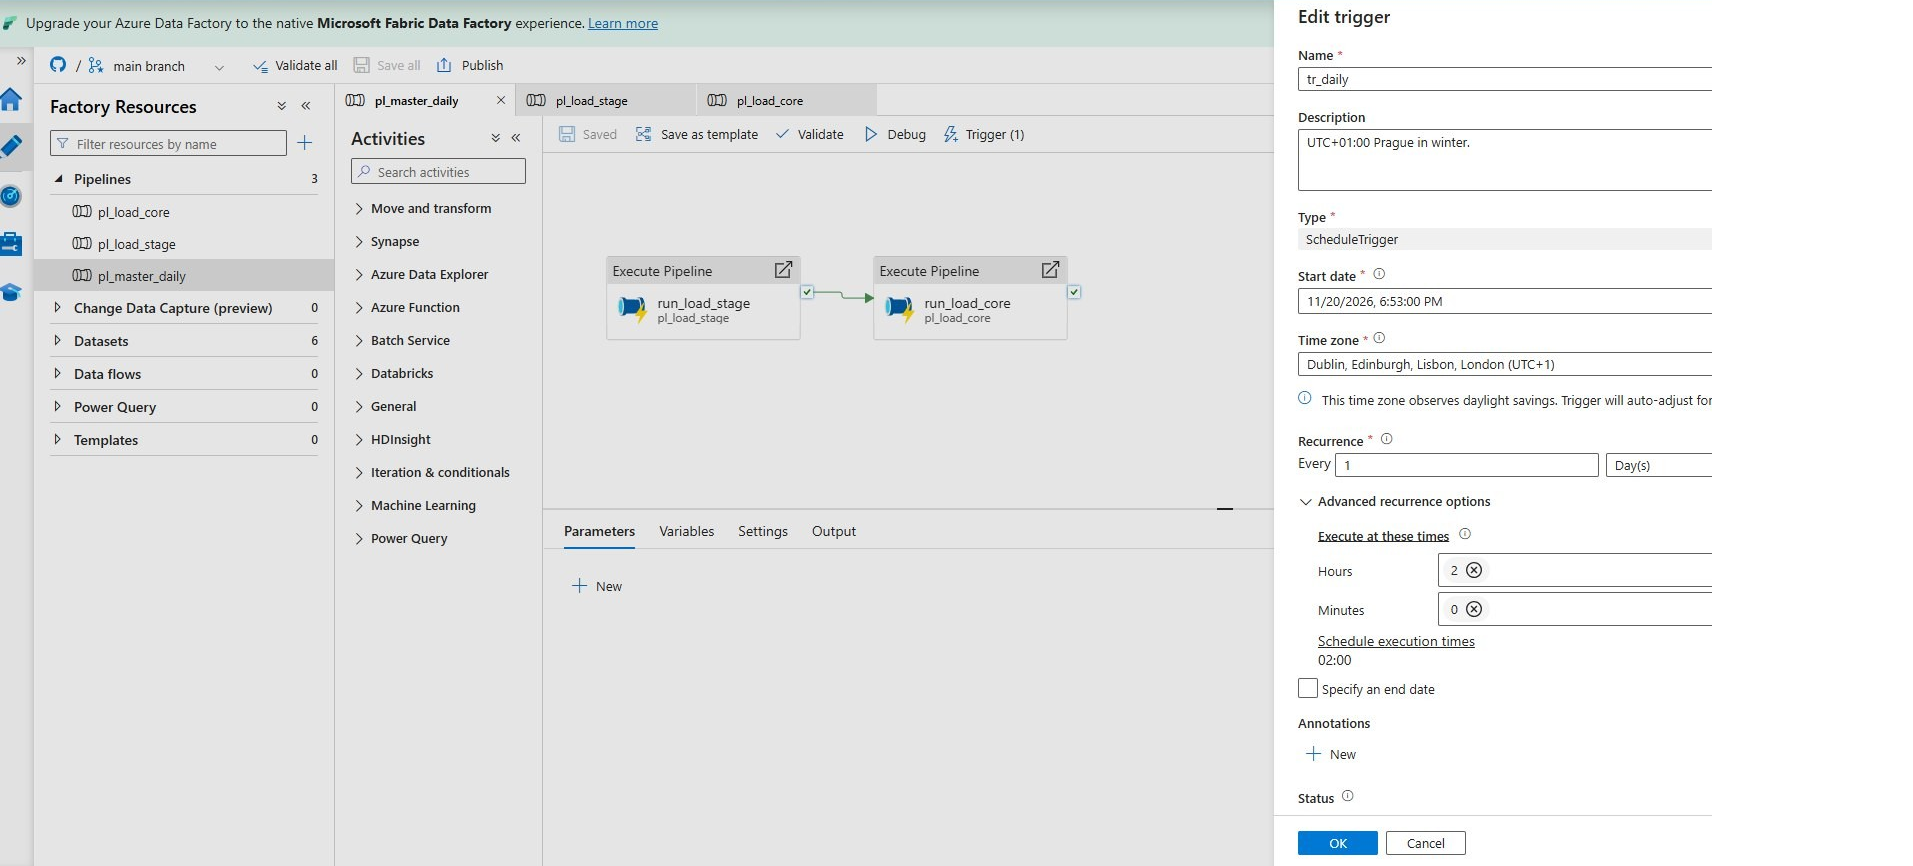 Upgrade your Azure Data Factory to the native Microsoft Fabric Data Factory experience. Learn more
/ main branch
Validate all
Save all
Publish
Factory Resources
Filter resources by name
Pipelines 3
pl_load_core
pl_load_stage
pl_master_daily
Change Data Capture (preview) 0
Datasets 6
Data flows 0
Power Query 0
Templates 0
pl_master_daily
pl_load_stage
pl_load_core
Activities
Search activities
Move and transform
Synapse
Azure Data Explorer
Azure Function
Batch Service
Databricks
General
HDInsight
Iteration & conditionals
Machine Learning
Power Query
Saved
Save as template
Validate
Debug
Trigger (1)
Execute Pipeline
run_load_stage
pl_load_stage
Execute Pipeline
run_load_core
pl_load_core
Parameters
Variables
Settings
Output
New
Edit trigger
Name *
tr_daily
Description
UTC+01:00 Prague in winter.
Type *
ScheduleTrigger
Start date *
11/20/2026, 6:53:00 PM
Time zone *
Dublin, Edinburgh, Lisbon, London (UTC+1)
This time zone observes daylight savings. Trigger will auto-adjust for
Recurrence *
Every 1 Day(s)
Advanced recurrence options
Execute at these times
Hours 2
Minutes 0
Schedule execution times
02:00
Specify an end date
Annotations
New
Status
OK
Cancel